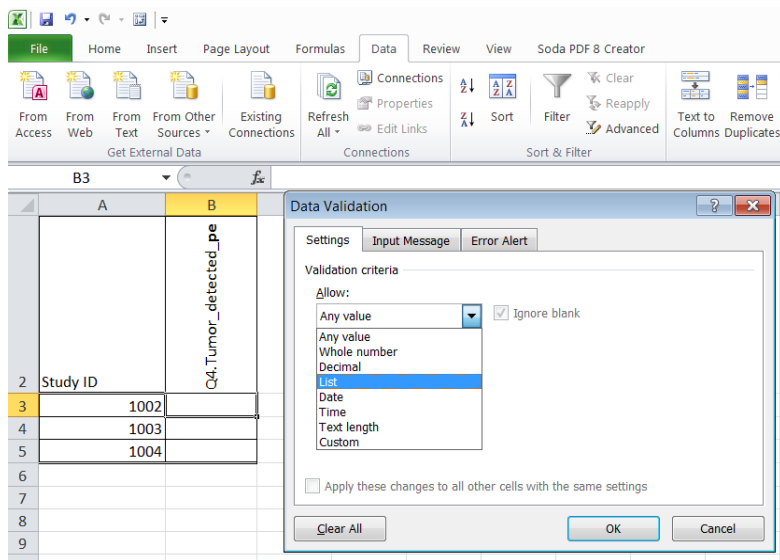 File Home Insert Page Layout Formulas Data Review View Soda PDF 8 Creator
From Access
From Web
From Text
From Other Sources
Existing Connections
Get External Data
Refresh All
Connections
Properties
Edit Links
Connections
Sort
Filter
Clear
Reapply
Advanced
Sort & Filter
Text to Columns
Remove Duplicates
B3 fx
A B
2 Study ID Q4.Tumor_detected_pe
3 1002
4 1003
5 1004
6
7
8
9
Data Validation
Settings Input Message Error Alert
Validation criteria
Allow:
Any value Ignore blank
Any value
Whole number
Decimal
List
Date
Time
Text length
Custom
Apply these changes to all other cells with the same settings
Clear All OK Cancel